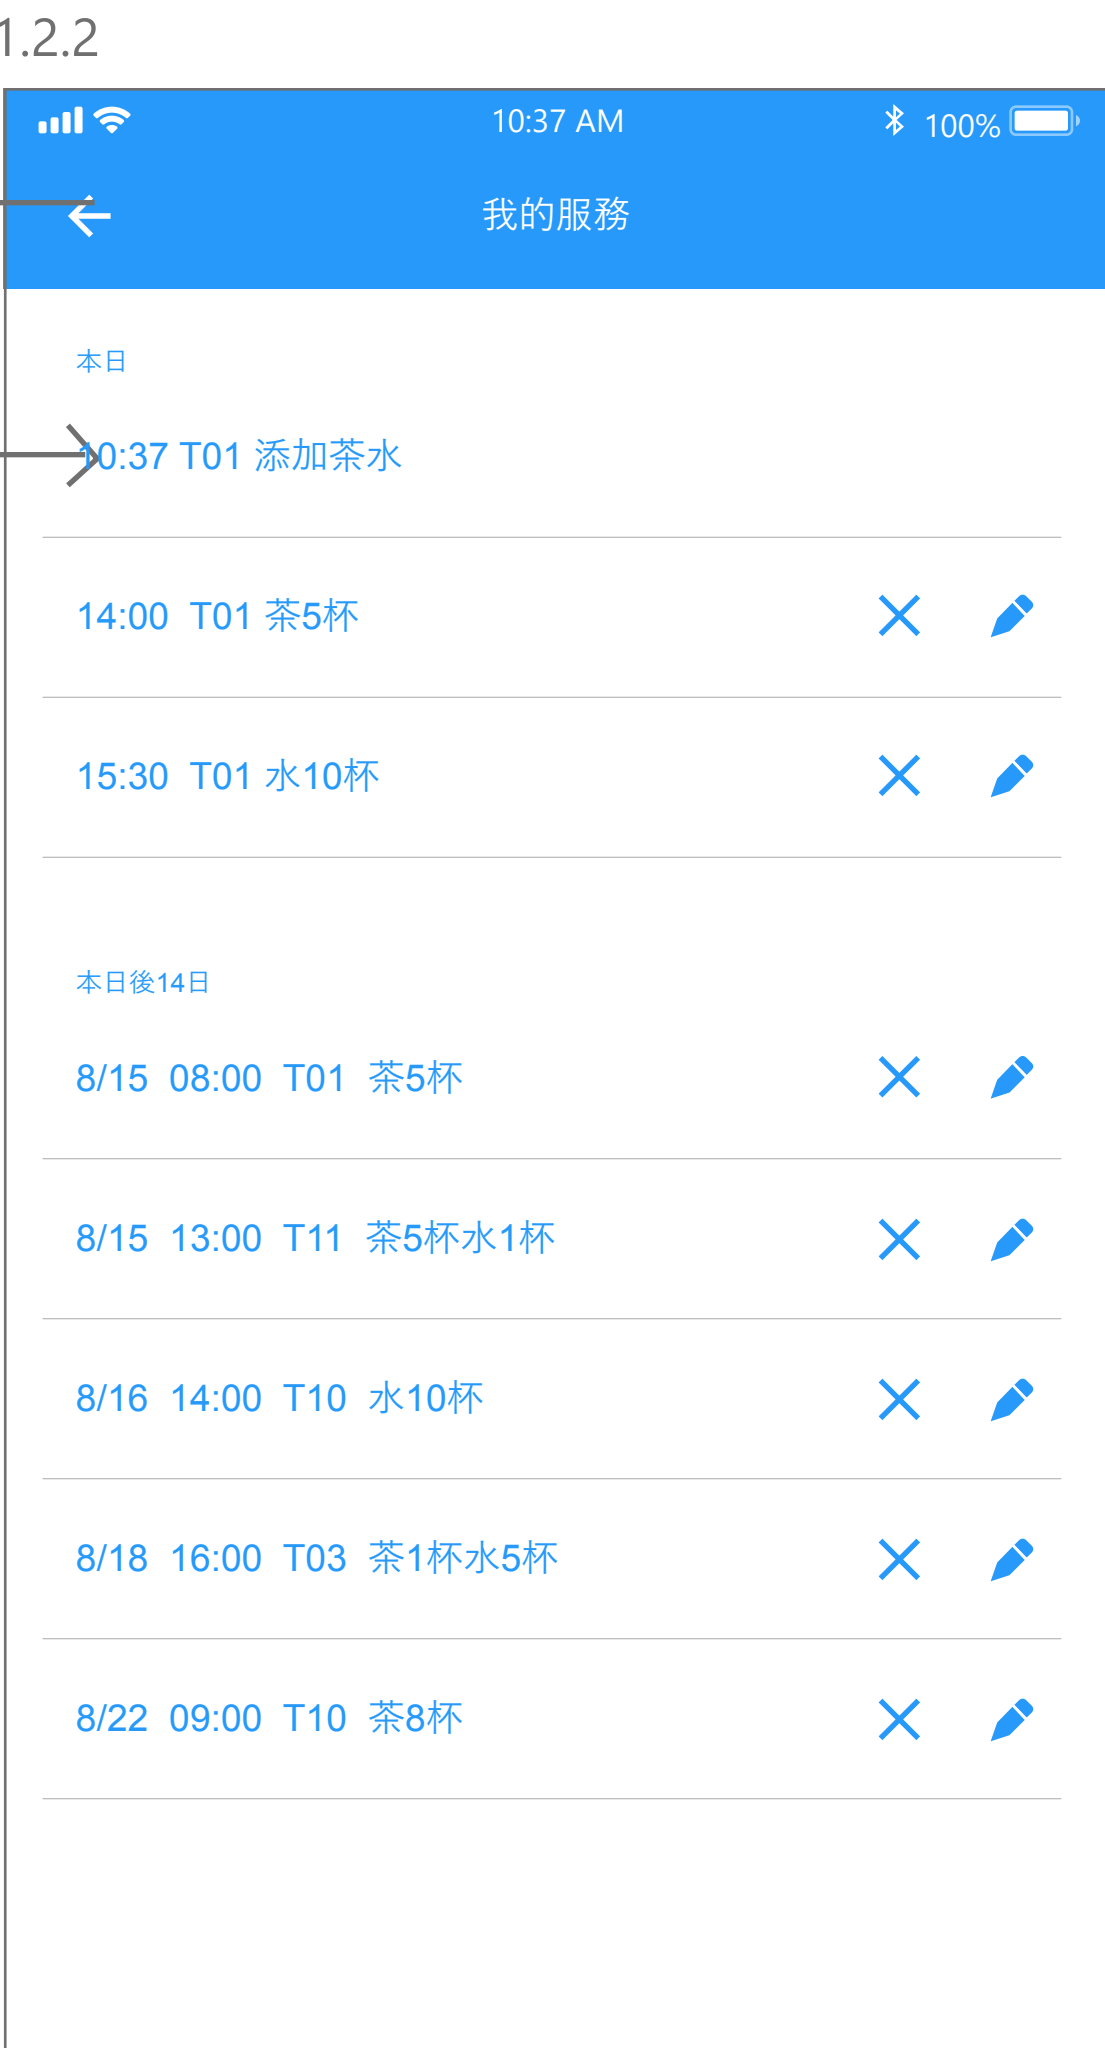 1.2.2
10:37 AM
100%
我的服務
本日
10:37 T01 添加茶水
14:00 T01 茶5杯
15:30 T01 水10杯
本日後14日
8/15 08:00 T01 茶5杯
8/15 13:00 T11 茶5杯水1杯
8/16 14:00 T10 水10杯
8/18 16:00 T03 茶1杯水5杯
8/22 09:00 T10 茶8杯